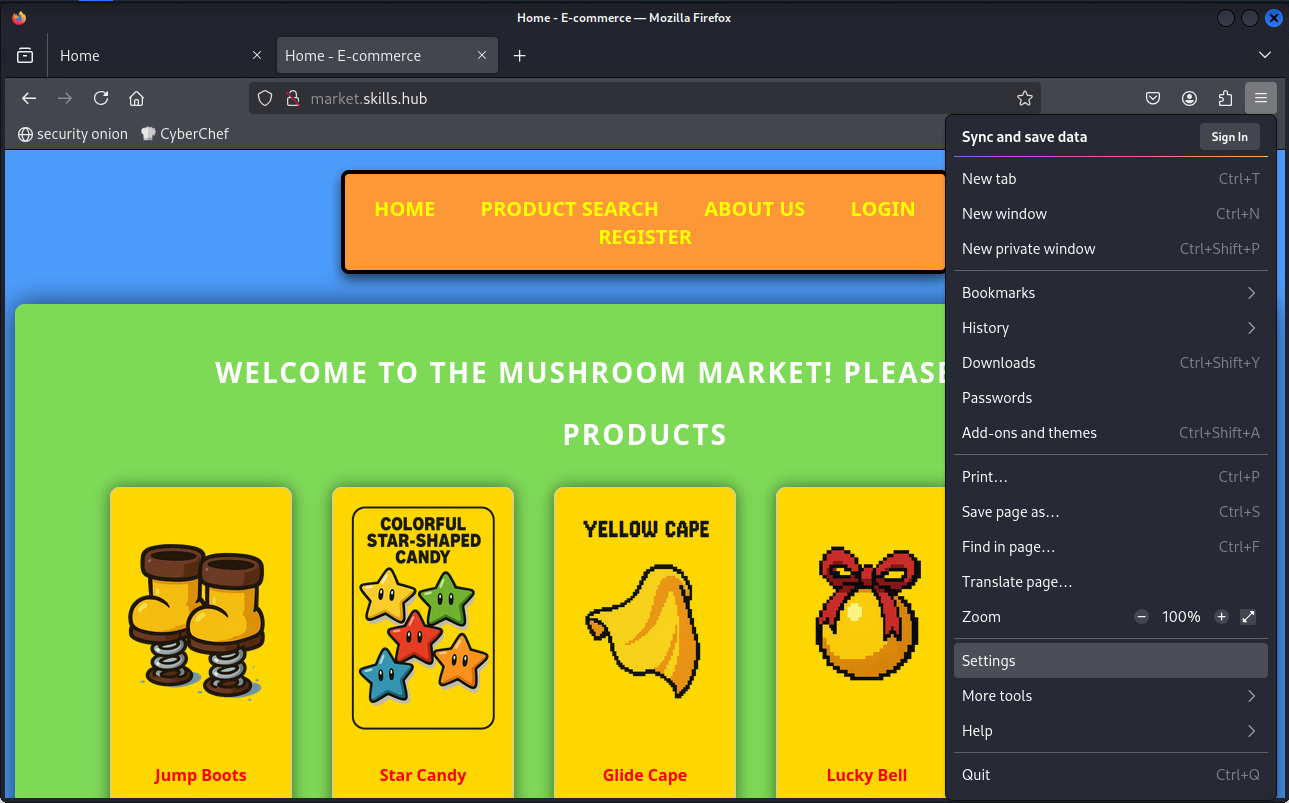 Home - E-commerce — Mozilla Firefox
Home
Home - E-commerce
market.skills.hub
security onion
CyberChef
HOME PRODUCT SEARCH ABOUT US LOGIN
REGISTER
WELCOME TO THE MUSHROOM MARKET! PLEASE
PRODUCTS
COLORFUL
STAR-SHAPED
CANDY
YELLOW CAPE
Jump Boots
Star Candy
Glide Cape
Lucky Bell
Sync and save data Sign In
New tab Ctrl+T
New window Ctrl+N
New private window Ctrl+Shift+P
Bookmarks
History
Downloads Ctrl+Shift+Y
Passwords
Add-ons and themes Ctrl+Shift+A
Print… Ctrl+P
Save page as… Ctrl+S
Find in page… Ctrl+F
Translate page…
Zoom − 100% +
Settings
More tools
Help
Quit Ctrl+Q